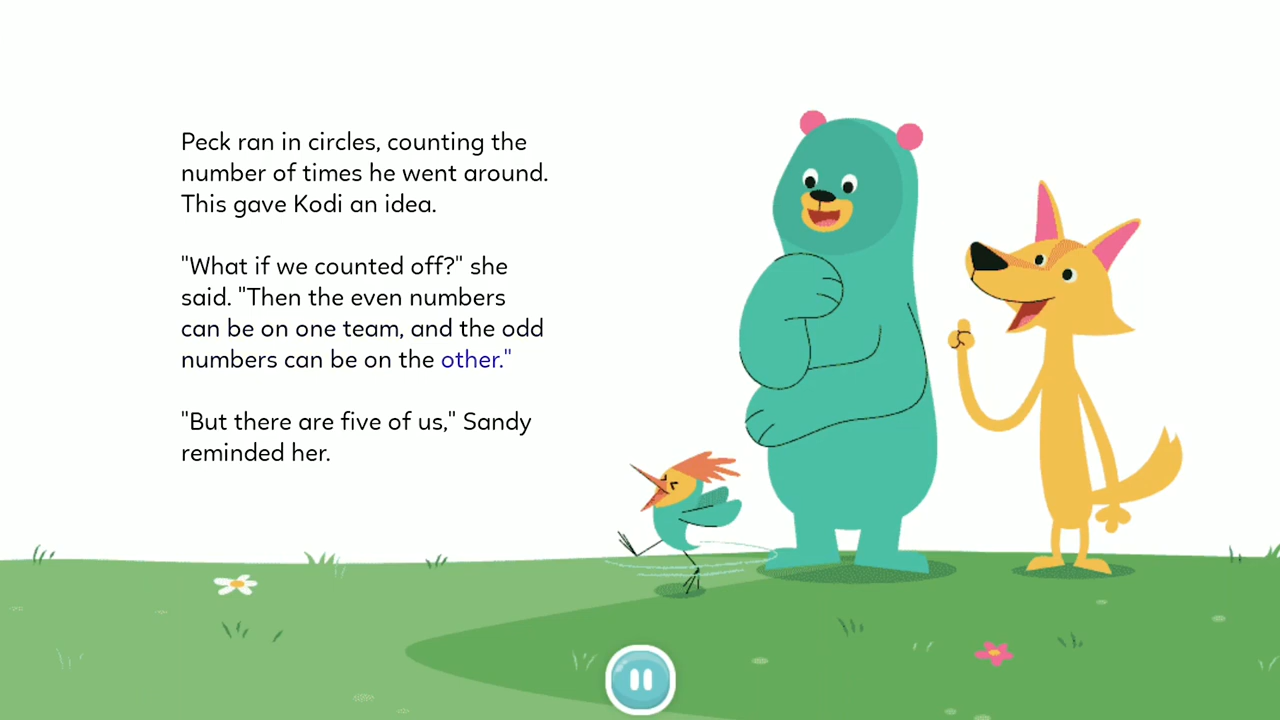 Peck ran in circles, counting the
number of times he went around.
This gave Kodi an idea.
"What if we counted off?" she
said. "Then the even numbers
can be on one team, and the odd
numbers can be on the other."
"But there are five of us," Sandy
reminded her.